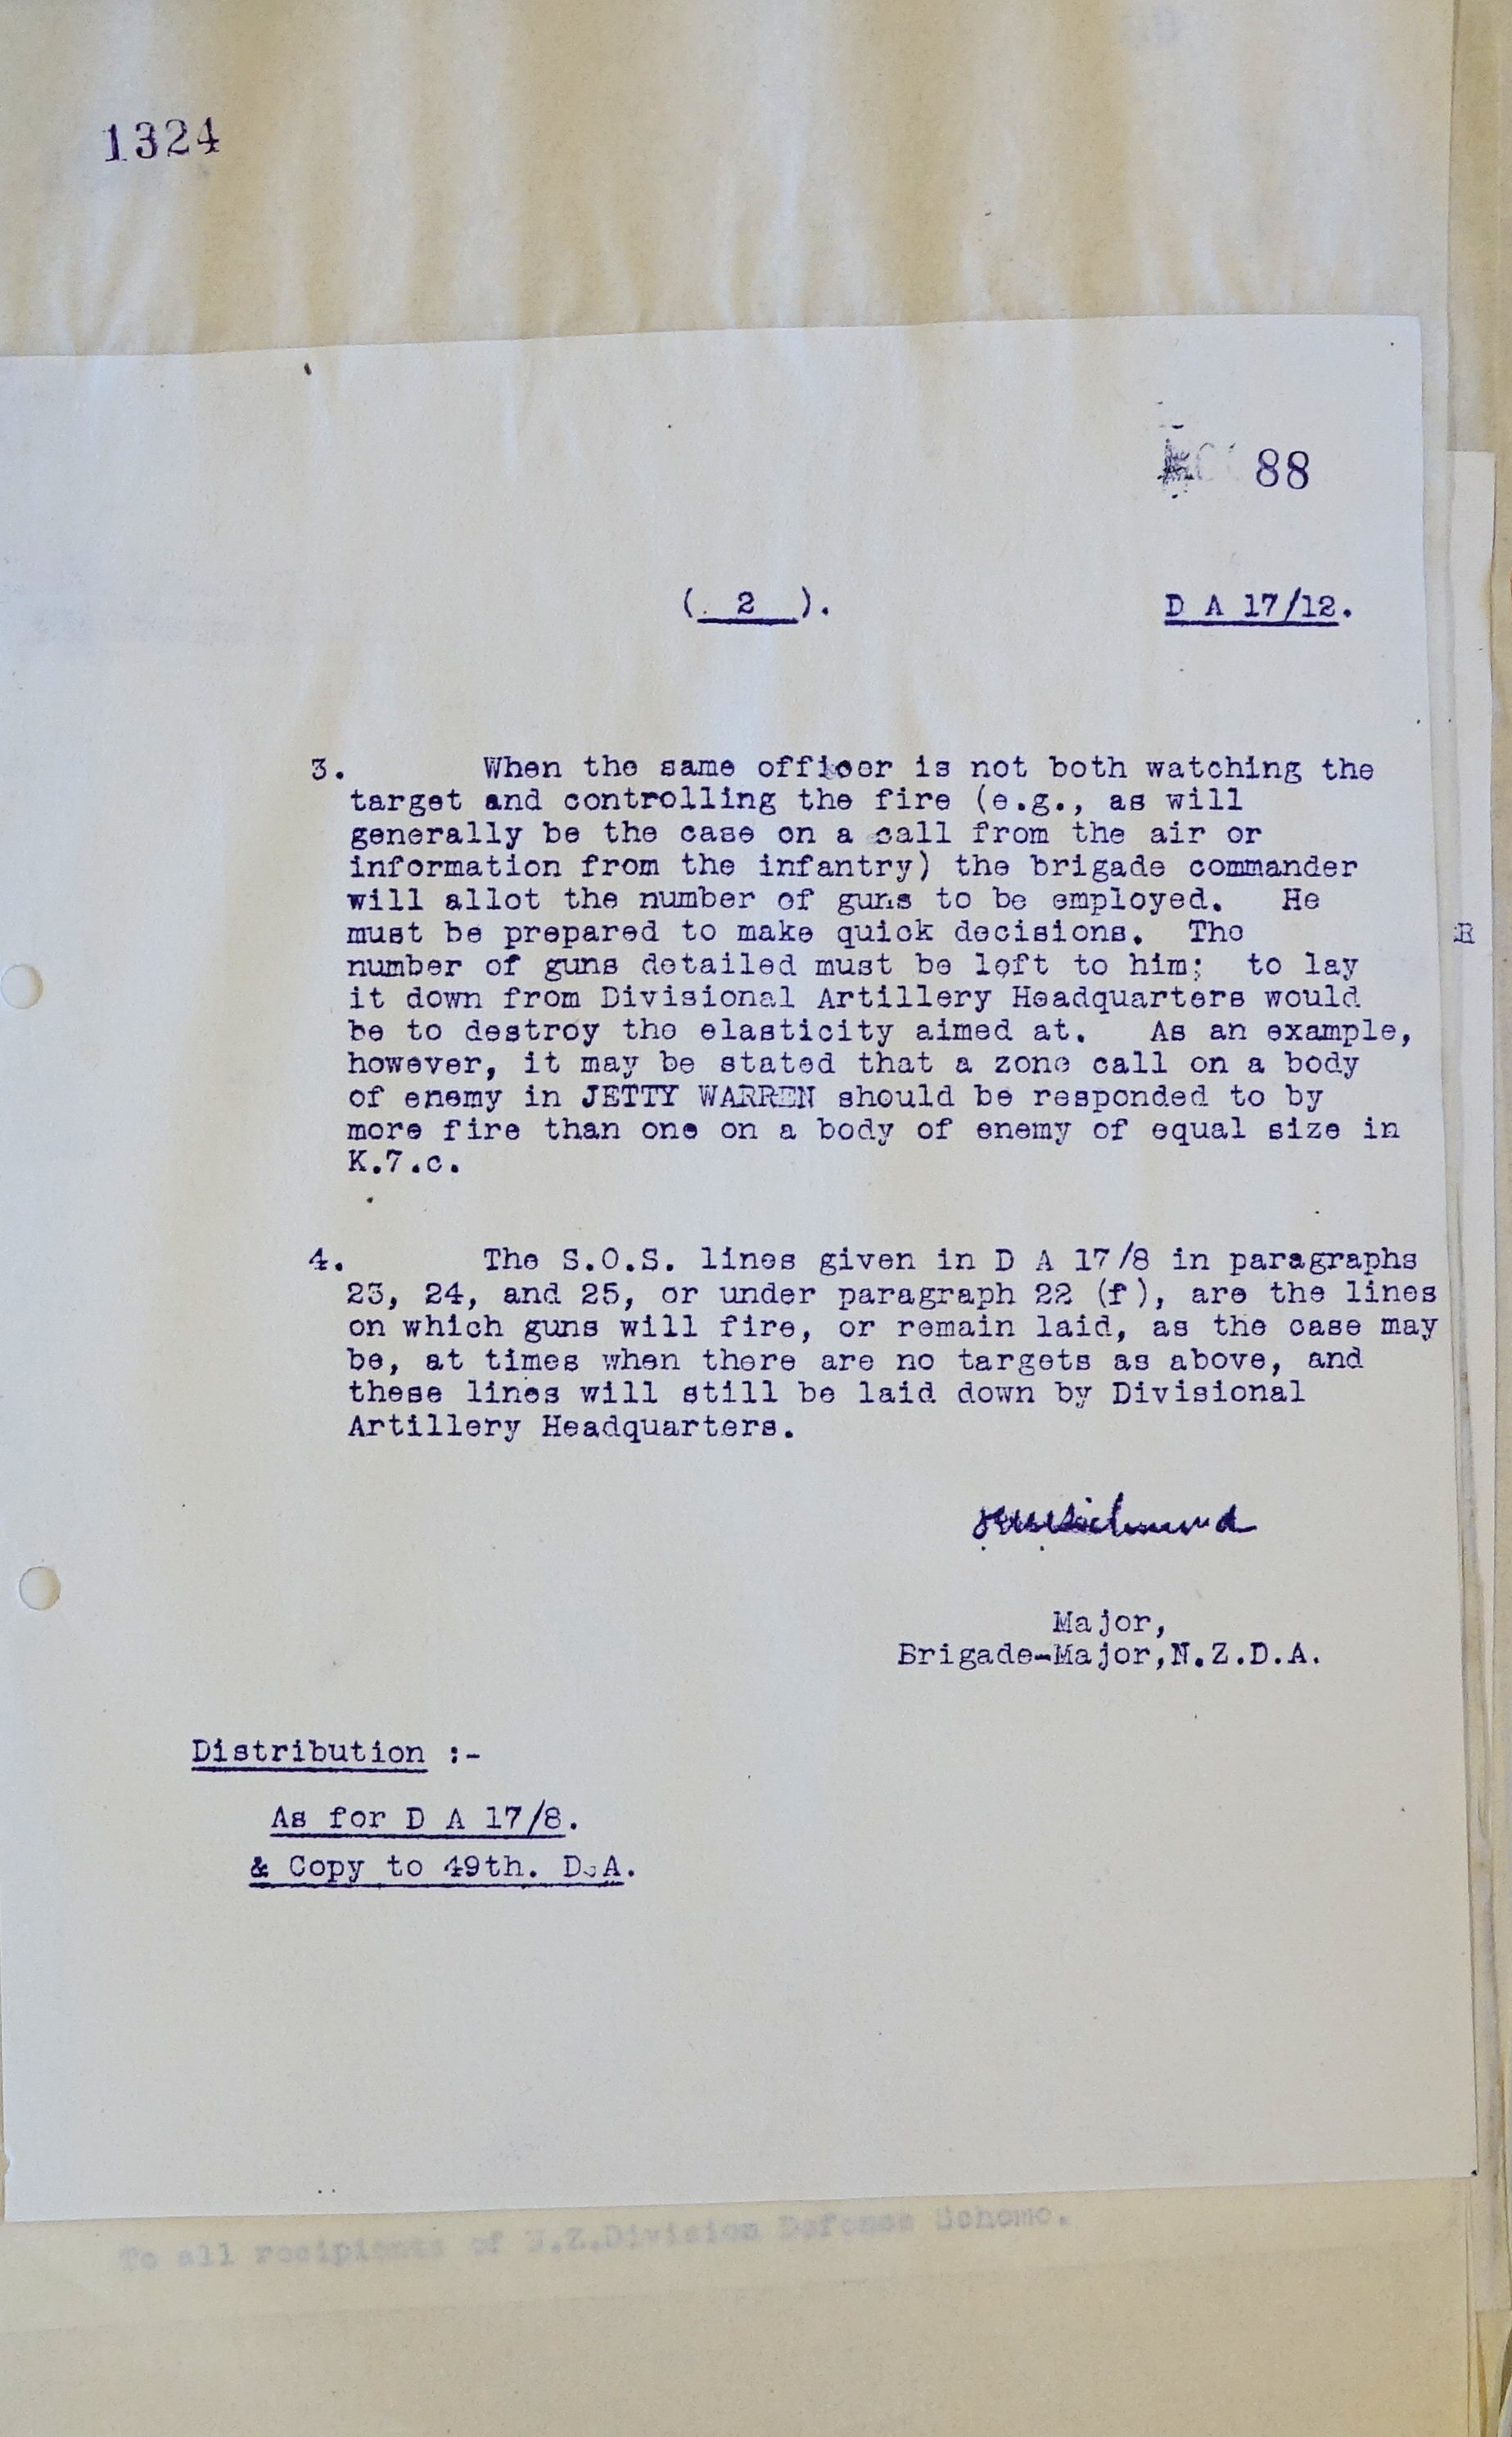 1324
88
( 2 ).
D A 17/12.
3. When the same officer is not both watching the
target and controlling the fire (e.g., as will
generally be the case on a call from the air or
information from the infantry) the brigade commander
will allot the number of guns to be employed. He
must be prepared to make quick decisions. The
number of guns detailed must be left to him; to lay
it down from Divisional Artillery Headquarters would
be to destroy the elasticity aimed at. As an example,
however, it may be stated that a zone call on a body
of enemy in JETTY WARREN should be responded to by
more fire than one on a body of enemy of equal size in
K.7.c.
4. The S.O.S. lines given in D A 17/8 in paragraphs
23, 24, and 25, or under paragraph 22 (f), are the lines
on which guns will fire, or remain laid, as the case may
be, at times when there are no targets as above, and
these lines will still be laid down by Divisional
Artillery Headquarters.
Major,
Brigade-Major,N.Z.D.A.
Distribution :-
As for D A 17/8.
& Copy to 49th. D.A.
To all recipients of N.Z.Division Defence Scheme.